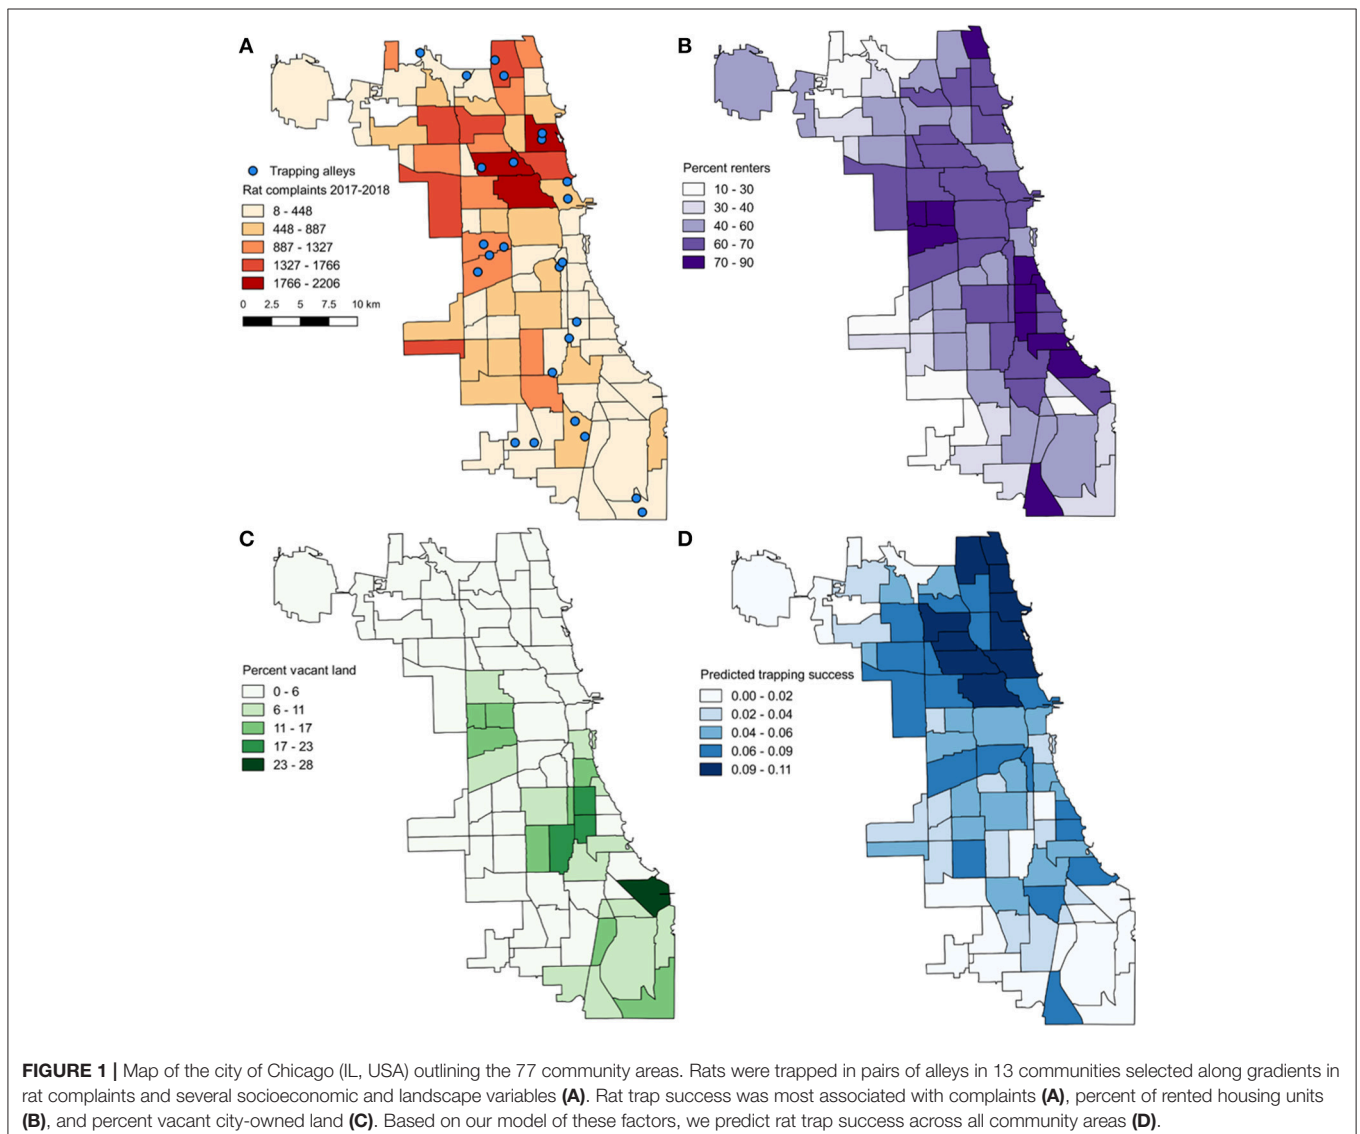 A
Trapping alleys
Rat complaints 2017-2018
8 - 448
448 - 887
887 - 1327
1327 - 1766
1766 - 2206
0 2.5 5 7.5 10 km
B
Percent renters
10 - 30
30 - 40
40 - 60
60 - 70
70 - 90
C
Percent vacant land
0 - 6
6 - 11
11 - 17
17 - 23
23 - 28
D
Predicted trapping success
0.00 - 0.02
0.02 - 0.04
0.04 - 0.06
0.06 - 0.09
0.09 - 0.11
FIGURE 1 | Map of the city of Chicago (IL, USA) outlining the 77 community areas. Rats were trapped in pairs of alleys in 13 communities selected along gradients in
rat complaints and several socioeconomic and landscape variables (A). Rat trap success was most associated with complaints (A), percent of rented housing units
(B), and percent vacant city-owned land (C). Based on our model of these factors, we predict rat trap success across all community areas (D).